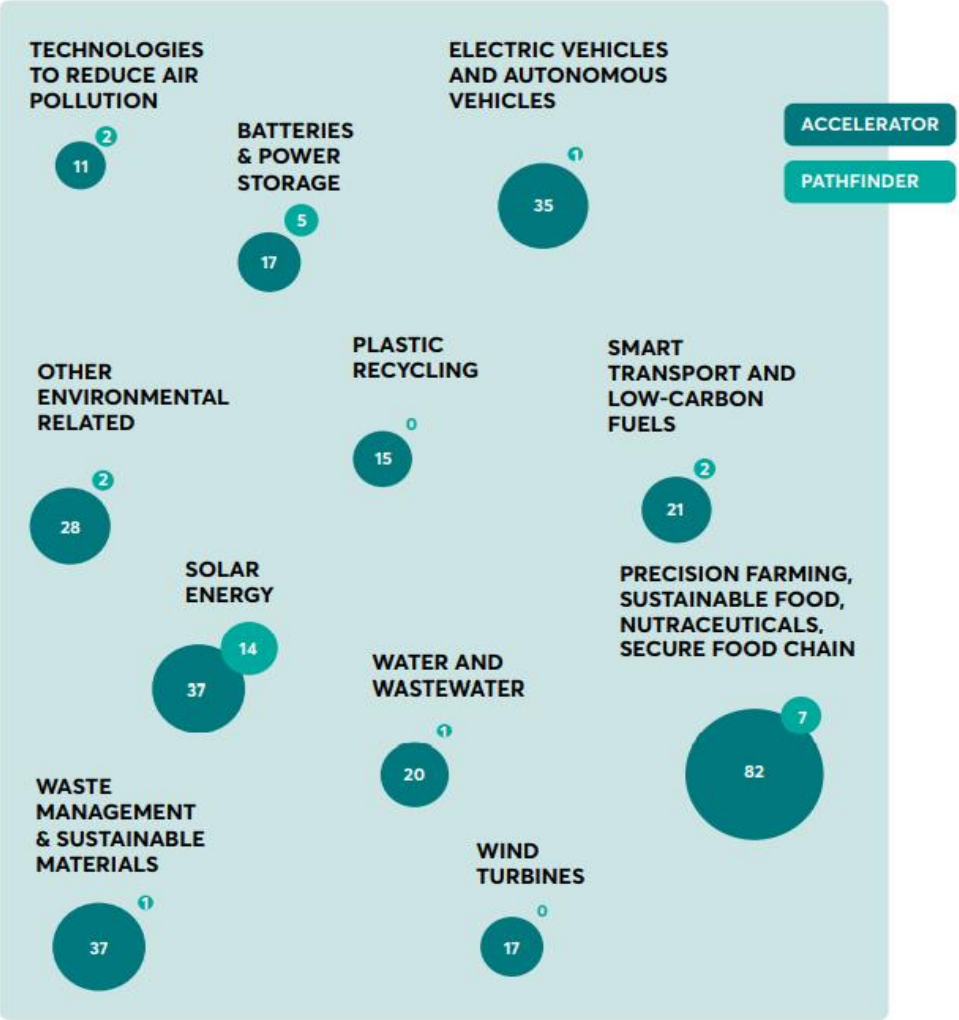 TECHNOLOGIES
TO REDUCE AIR
POLLUTION
2
11
BATTERIES
& POWER
STORAGE
5
17
ELECTRIC VEHICLES
AND AUTONOMOUS
VEHICLES
1
35
ACCELERATOR
PATHFINDER
OTHER
ENVIRONMENTAL
RELATED
2
28
PLASTIC
RECYCLING
0
15
SMART
TRANSPORT AND
LOW-CARBON
FUELS
2
21
SOLAR
ENERGY
14
37
WATER AND
WASTEWATER
1
20
PRECISION FARMING,
SUSTAINABLE FOOD,
NUTRACEUTICALS,
SECURE FOOD CHAIN
7
82
WASTE
MANAGEMENT
& SUSTAINABLE
MATERIALS
1
37
WIND
TURBINES
0
17